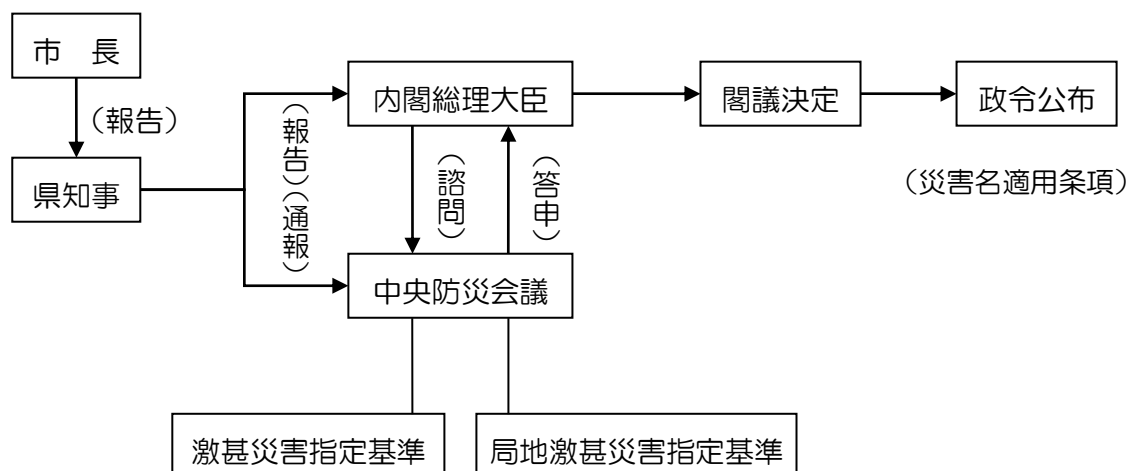 市　長
（報告）
県知事
（報告）
（通報）
内閣総理大臣
（諮問）
（答申）
中央防災会議
閣議決定
政令公布
（災害名適用条項）
激甚災害指定基準
局地激甚災害指定基準